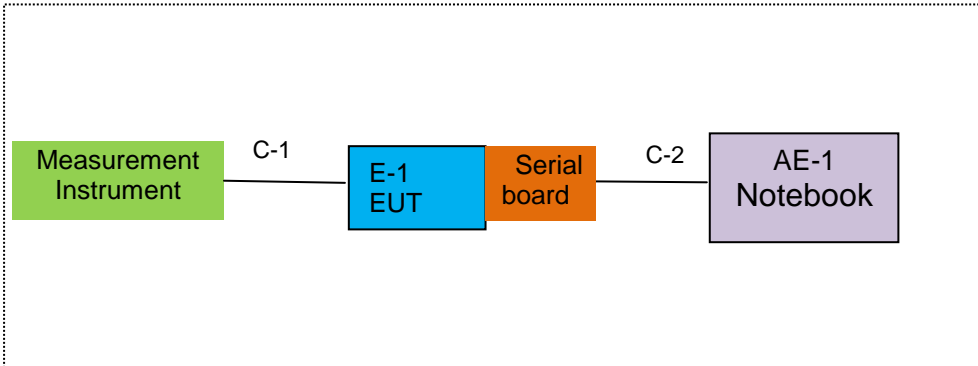 Measurement
Instrument
C-1
E-1
EUT
Serial
board
C-2
AE-1
Notebook